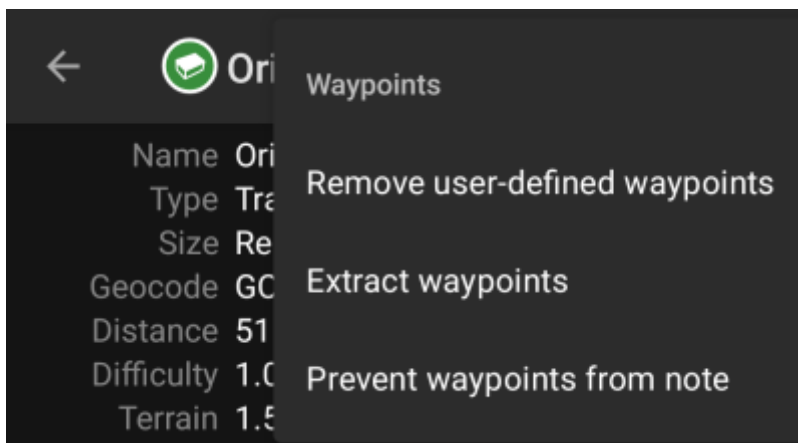 Ori
Name Ori
Type Tra
Size Re
Geocode GC
Distance 51
Difficulty 1.0
Terrain 1.5
Waypoints
Remove user-defined waypoints
Extract waypoints
Prevent waypoints from note